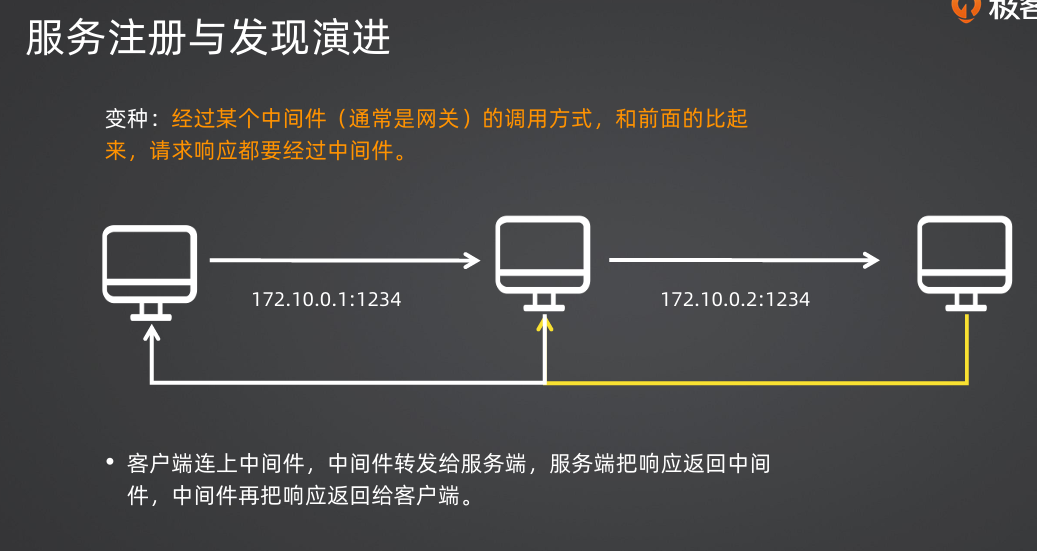 极客
服务注册与发现演进
变种：经过某个中间件（通常是网关）的调用方式，和前面的比起
来，请求响应都要经过中间件。
172.10.0.1:1234
172.10.0.2:1234
• 客户端连上中间件，中间件转发给服务端，服务端把响应返回中间
件，中间件再把响应返回给客户端。